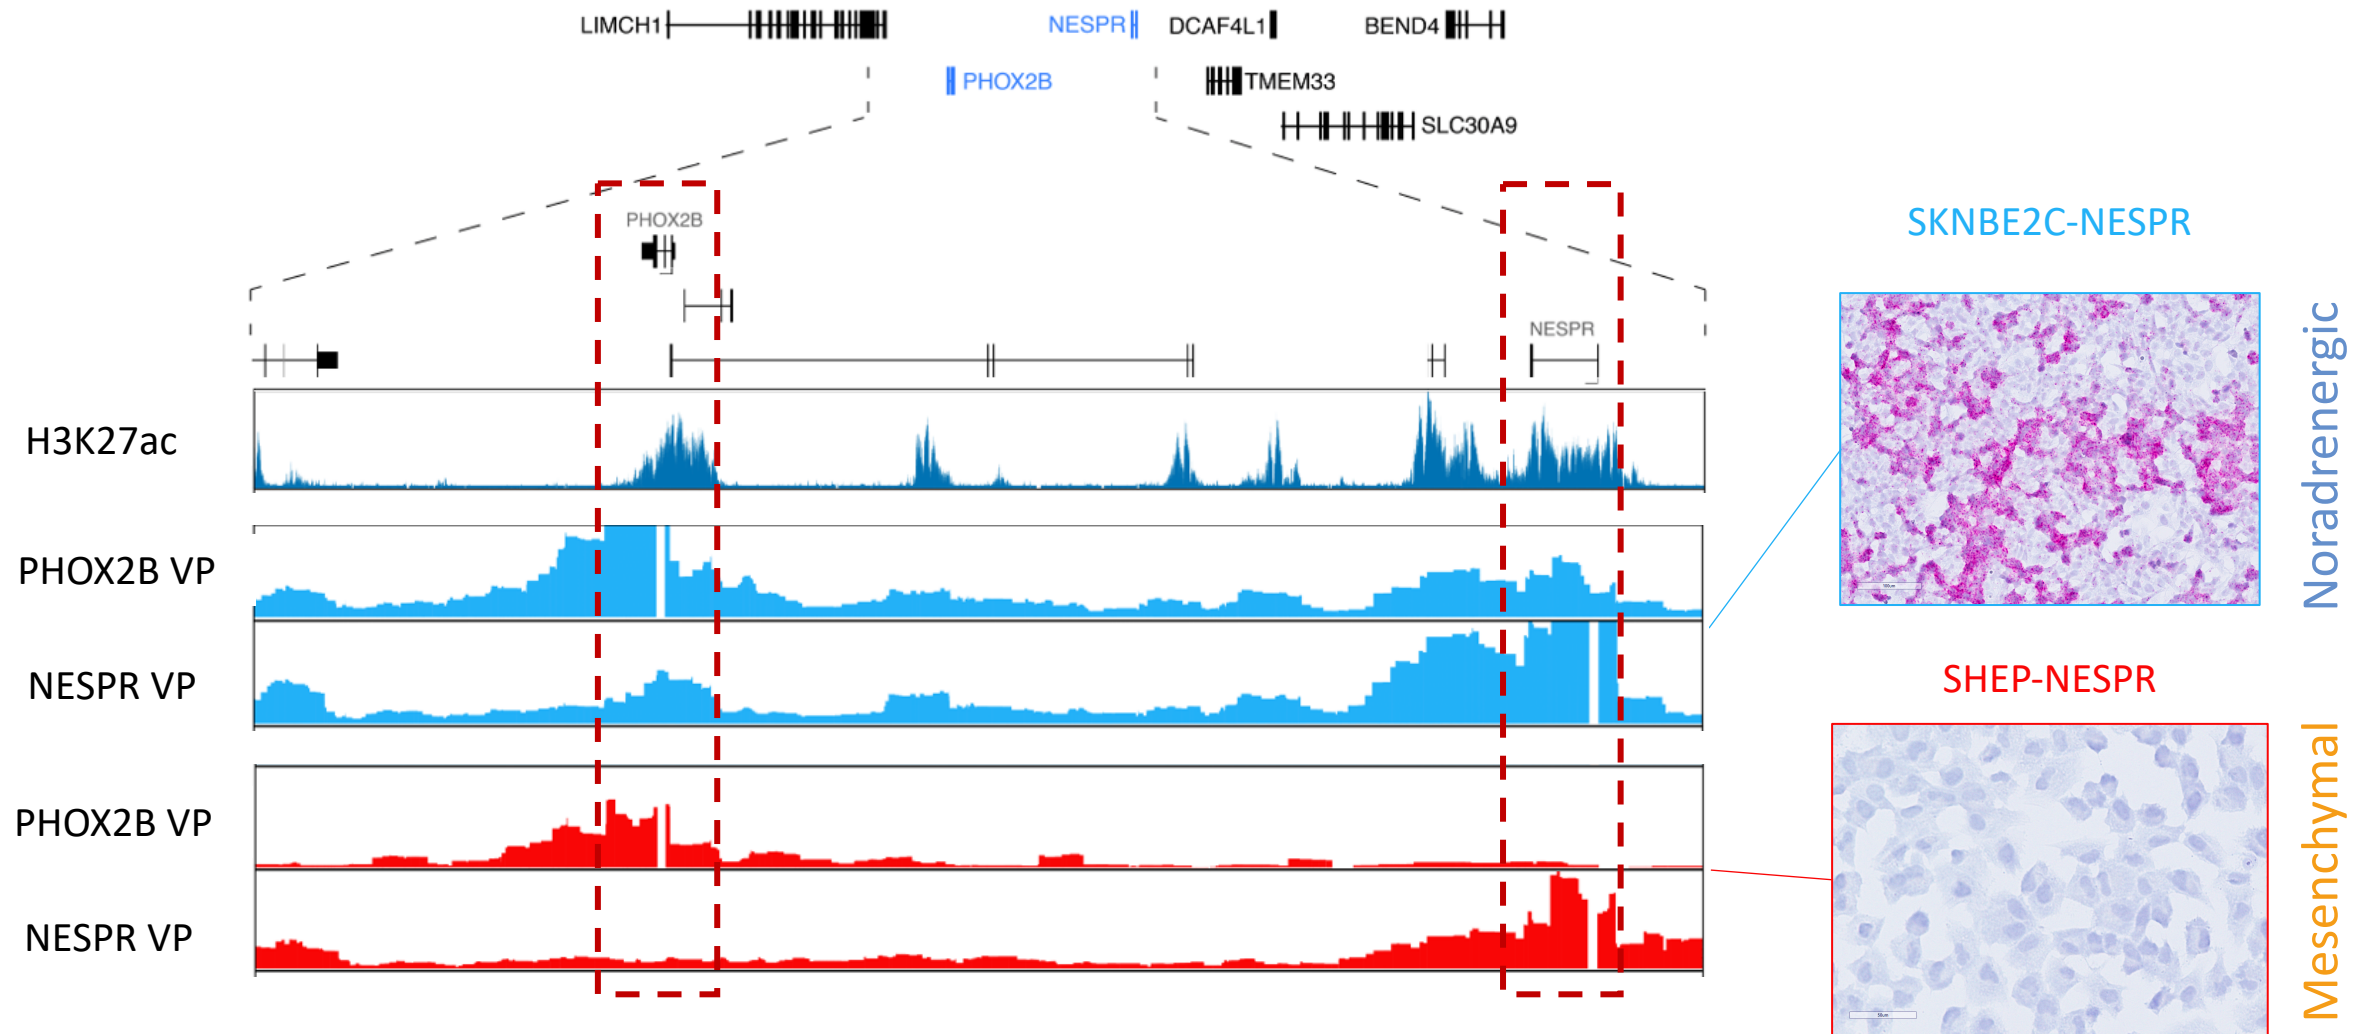 LIMCH1
NESPR
DCAF4L1
BEND4
PHOX2B
TMEM33
SLC30A9
PHOX2B
SKNBE2C-NESPR
NESPR
Noradrenergic
H3K27ac
PHOX2B VP
NESPR VP
SHEP-NESPR
Mesenchymal
PHOX2B VP
NESPR VP